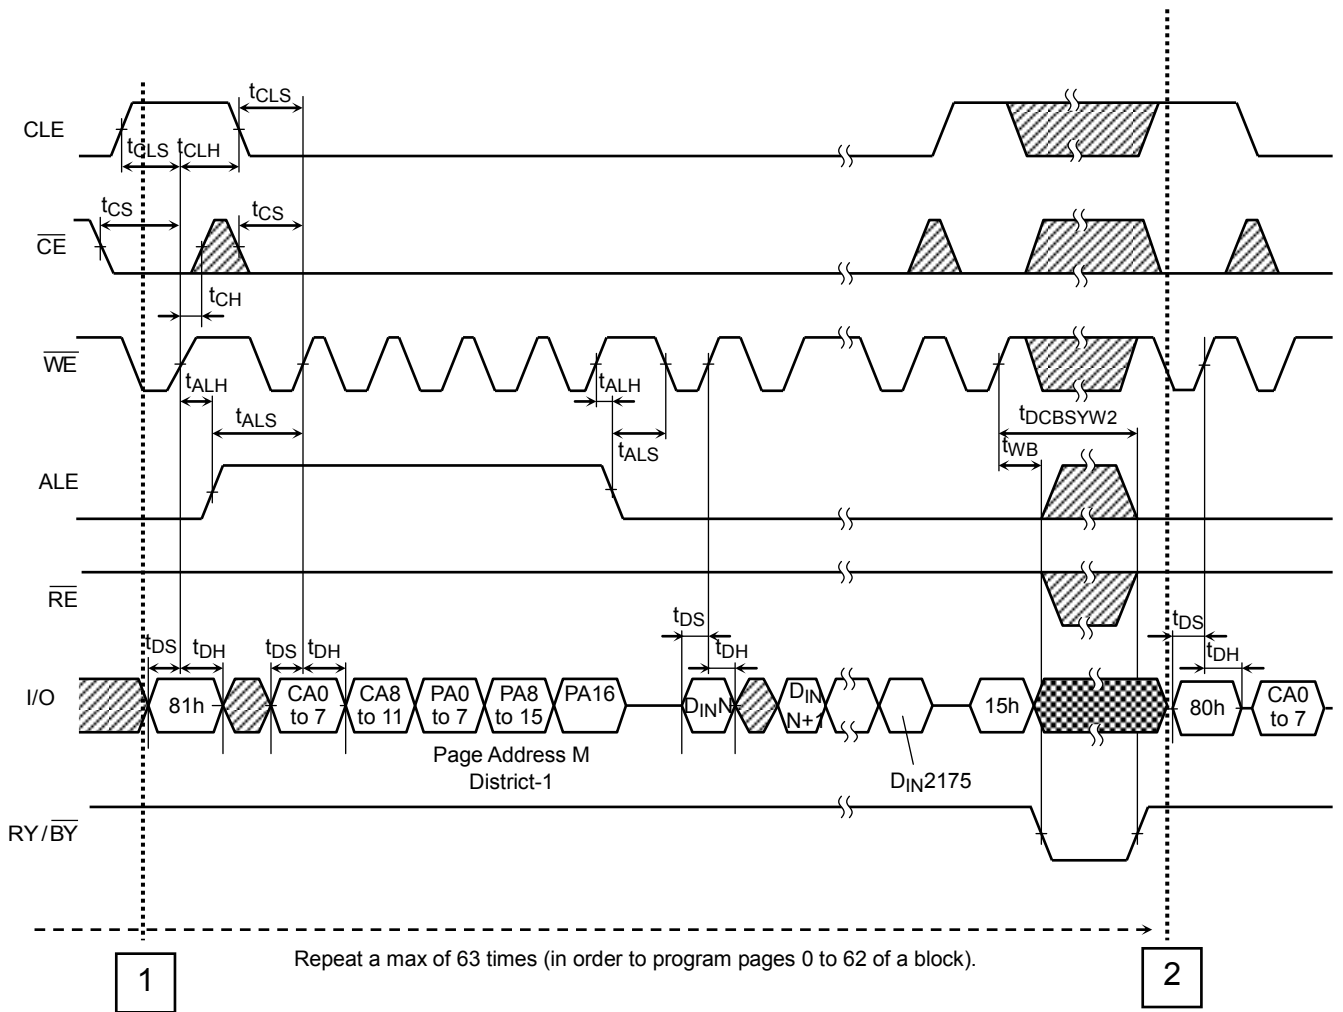 tCLS
CLE
tCLS tCLH
tCS
tCS
CE
tCH
WE
tALH
tALH
tALS
tDCBSYW2
tALS
tWB
ALE
RE
tDS
tDH
tDS
tDH
tDS
tDH
tDS
tDH
I/O
81h
CA0 to 7
CA8 to 11
PA0 to 7
PA8 to 15
PA16
DINN
DIN N+1
15h
80h
CA0 to 7
Page Address M
District-1
DIN2175
RY/BY
Repeat a max of 63 times (in order to program pages 0 to 62 of a block).
1
2